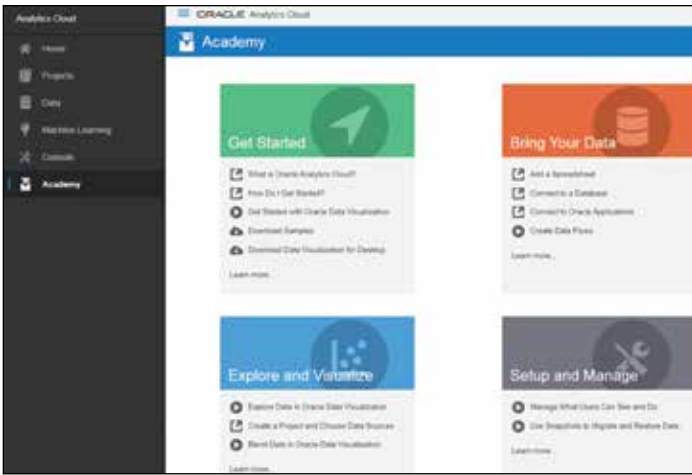 Analytics Cloud
Home
Projects
Data
Machine Learning
Console
Academy
ORACLE Analytics Cloud
Academy
Get Started
What is Oracle Analytics Cloud?
How Do I Get Started?
Get Started with Oracle Data Visualization
Download Samples
Download Data Visualization for Desktop
Learn more...
Bring Your Data
Add a Spreadsheet
Connect to a Database
Connect to Oracle Applications
Create Data Flows
Learn more...
Explore and Visualize
Explore Data in Oracle Data Visualization
Create a Project and Choose Data Sources
Blend Data in Oracle Data Visualization
Learn more...
Setup and Manage
Manage What Users Can See and Do
Use Snapshots to Migrate and Restore Data
Learn more...